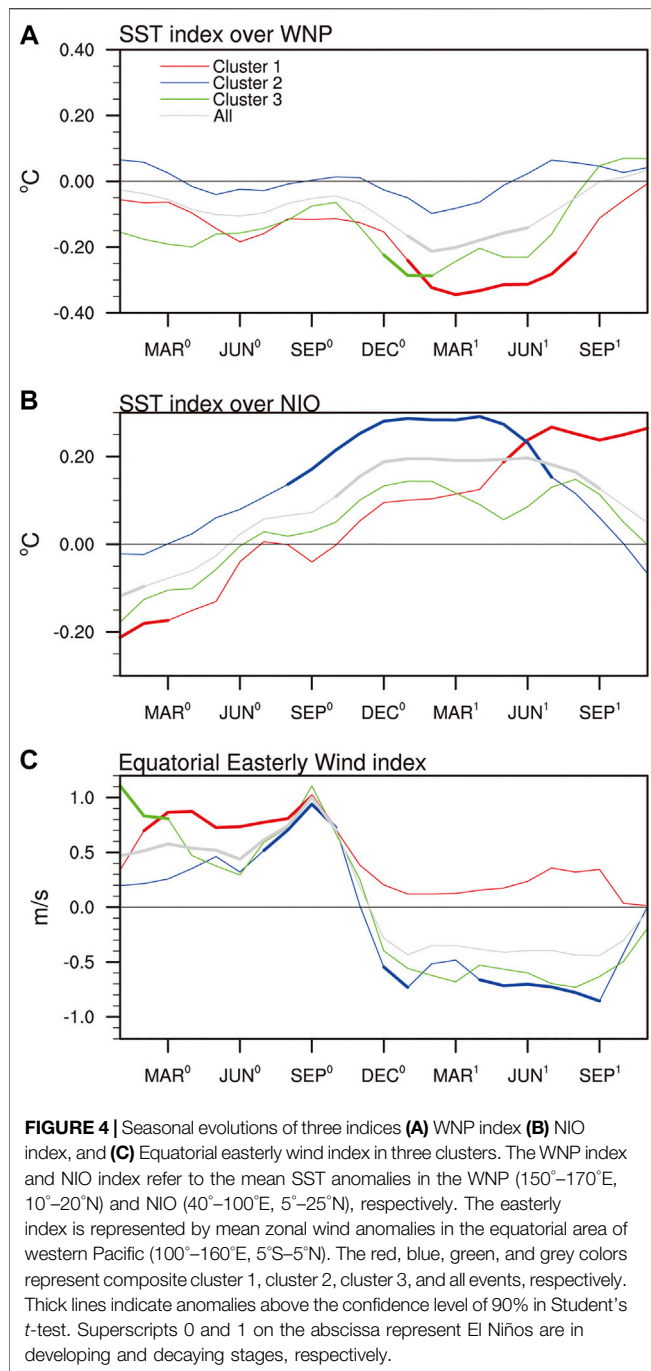 A
SST index over WNP
0.40
0.20
0.00
-0.20
-0.40
°C
Cluster 1
Cluster 2
Cluster 3
All
MAR⁰ JUN⁰ SEP⁰ DEC⁰ MAR¹ JUN¹ SEP¹
B
SST index over NIO
0.20
0.00
-0.20
°C
MAR⁰ JUN⁰ SEP⁰ DEC⁰ MAR¹ JUN¹ SEP¹
C
Equatorial Easterly Wind index
1.0
0.5
0.0
-0.5
-1.0
m/s
MAR⁰ JUN⁰ SEP⁰ DEC⁰ MAR¹ JUN¹ SEP¹
FIGURE 4 | Seasonal evolutions of three indices (A) WNP index (B) NIO
index, and (C) Equatorial easterly wind index in three clusters. The WNP index
and NIO index refer to the mean SST anomalies in the WNP (150°–170°E,
10°–20°N) and NIO (40°–100°E, 5°–25°N), respectively. The easterly
index is represented by mean zonal wind anomalies in the equatorial area of
western Pacific (100°–160°E, 5°S–5°N). The red, blue, green, and grey colors
represent composite cluster 1, cluster 2, cluster 3, and all events, respectively.
Thick lines indicate anomalies above the confidence level of 90% in Student's
t-test. Superscripts 0 and 1 on the abscissa represent El Niños are in
developing and decaying stages, respectively.